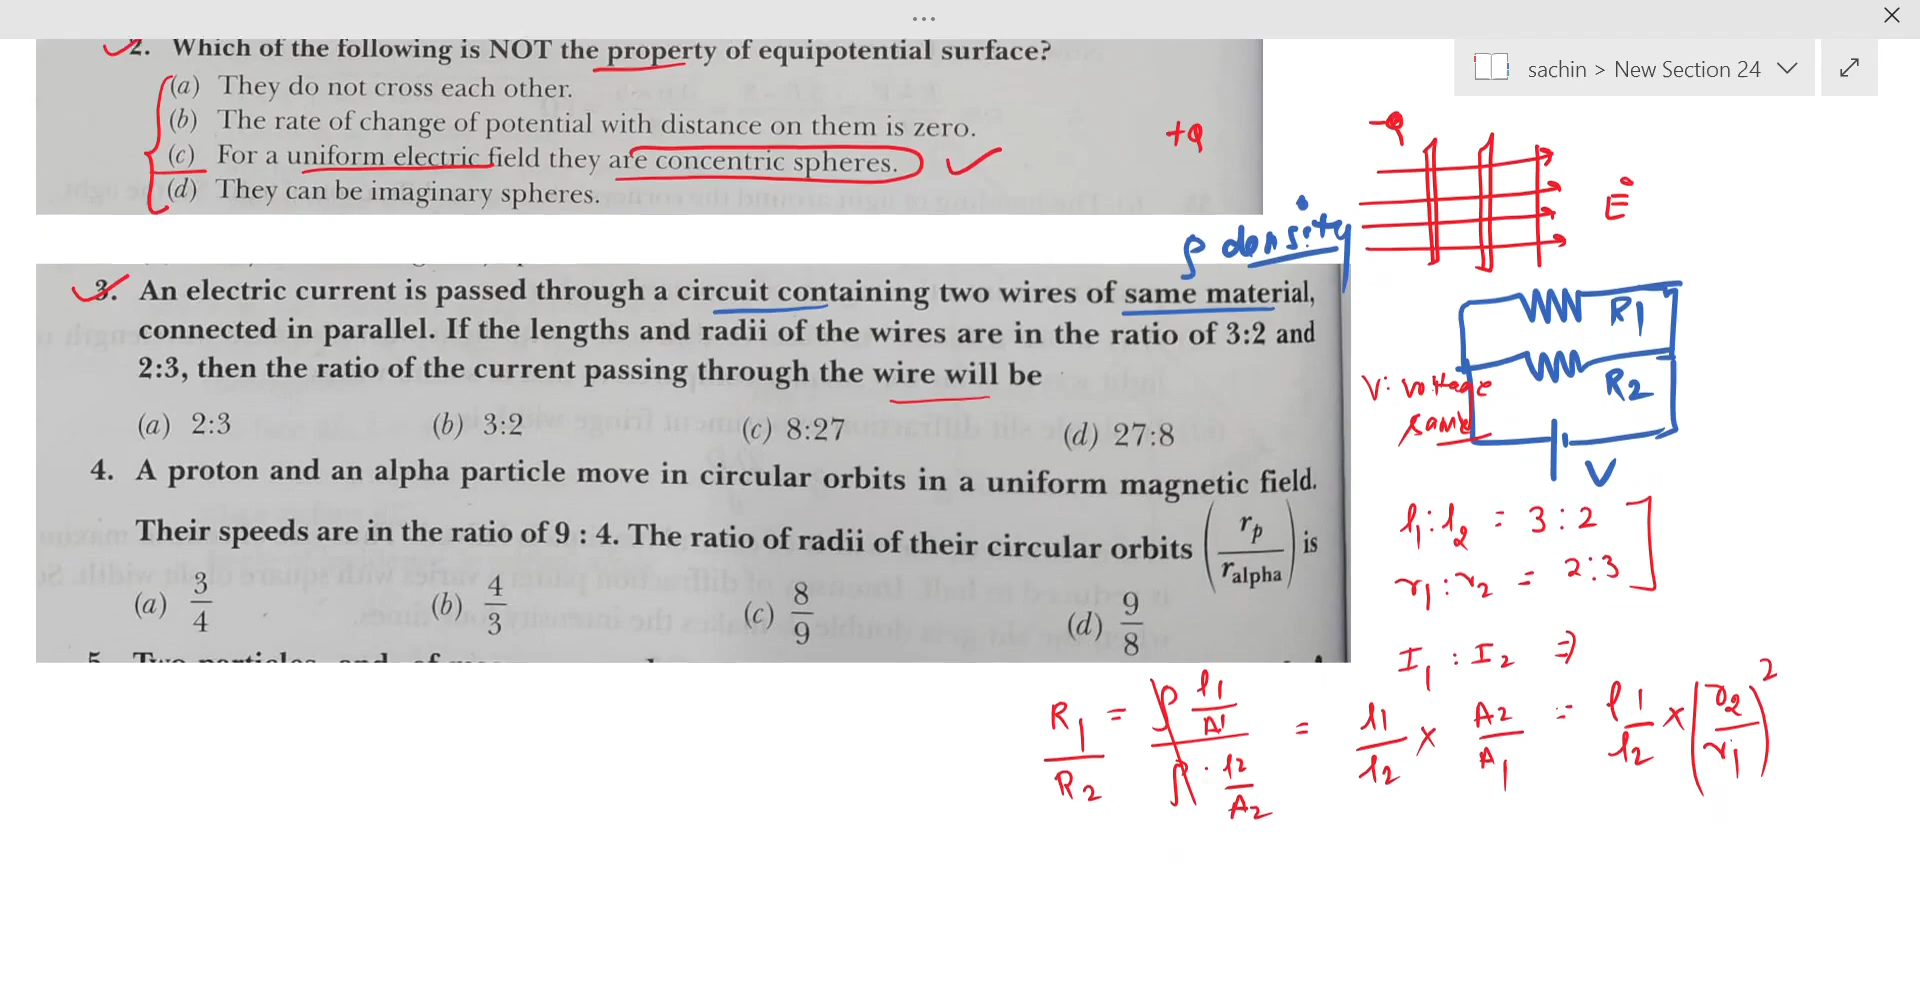 ...
sachin > New Section 24
2. Which of the following is NOT the property of equipotential surface?
(a) They do not cross each other.
(b) The rate of change of potential with distance on them is zero.
(c) For a uniform electric field they are concentric spheres.
(d) They can be imaginary spheres.
+Q
-Q
E
ρ density
3. An electric current is passed through a circuit containing two wires of same material,
connected in parallel. If the lengths and radii of the wires are in the ratio of 3:2 and
2:3, then the ratio of the current passing through the wire will be
(a) 2:3 (b) 3:2 (c) 8:27 (d) 27:8
R1
R2
V: voltage
same
V
4. A proton and an alpha particle move in circular orbits in a uniform magnetic field.
Their speeds are in the ratio of 9 : 4. The ratio of radii of their circular orbits (r_p / r_alpha) is
(a) 3/4 (b) 4/3 (c) 8/9 (d) 9/8
l1:l2 = 3:2
r1:r2 = 2:3
I1 : I2 ⇒
R1/R2 = (ρ l1/A1)/(ρ · l2/A2) = l1/l2 × A2/A1 = l1/l2 × (r2/r1)²